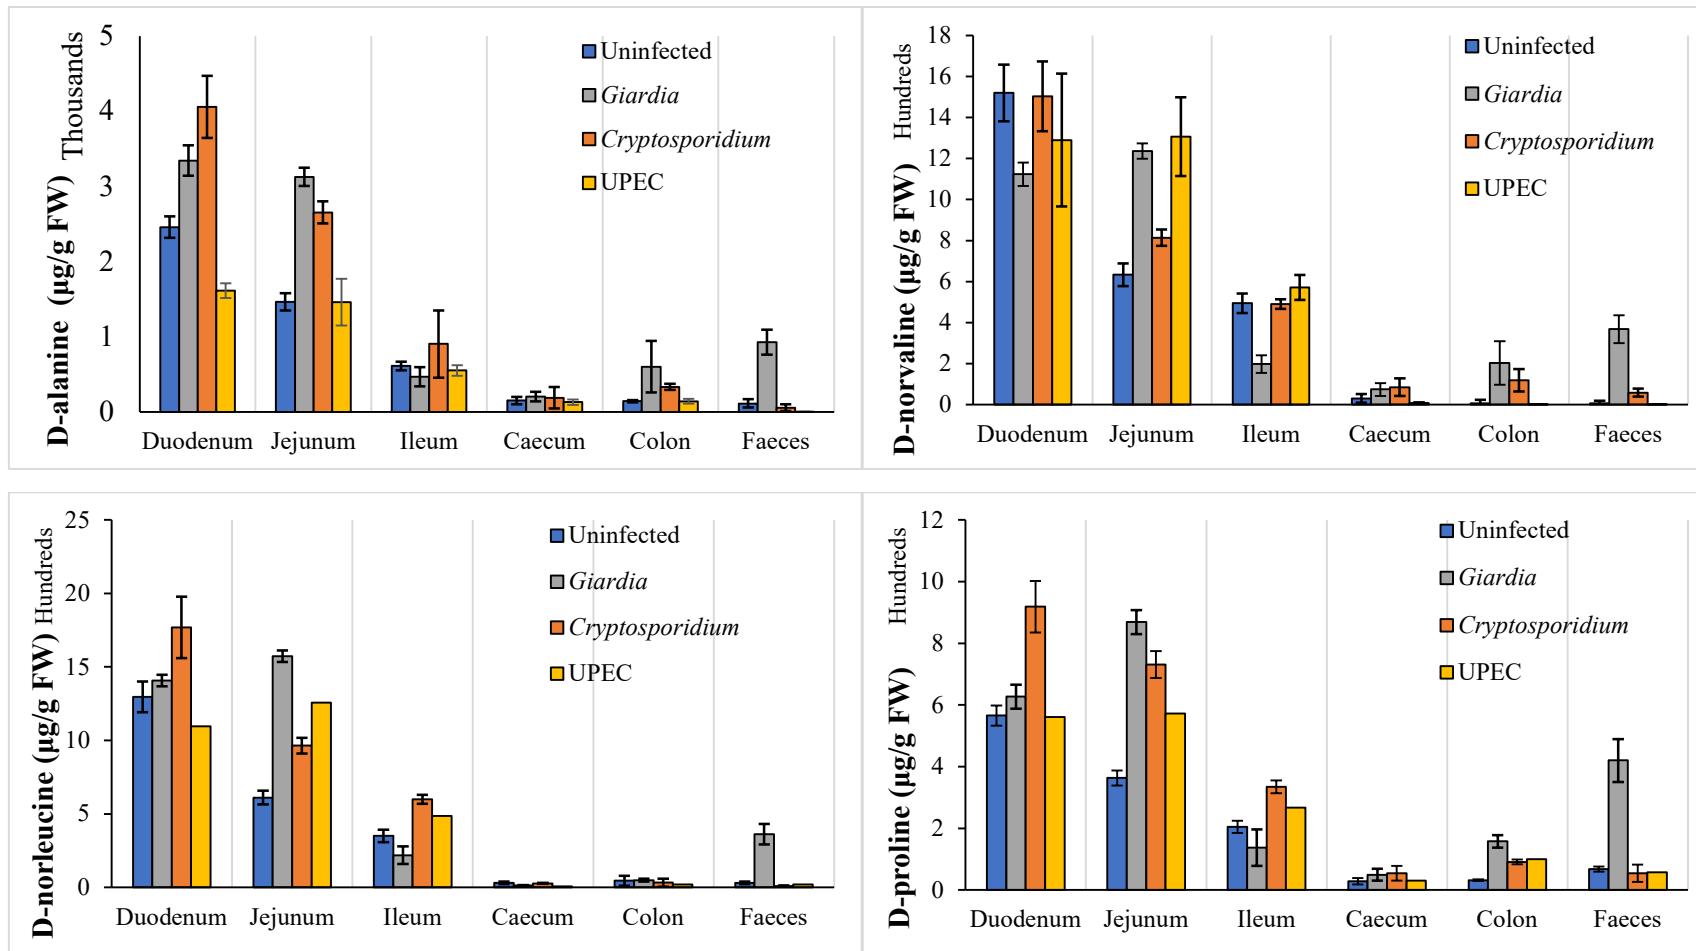 D-alanine (µg/g FW) Thousands
5
4
3
2
1
0
Uninfected
Giardia
Cryptosporidium
UPEC
Duodenum Jejunum Ileum Caecum Colon Faeces
D-norvaline (µg/g FW) Hundreds
18
16
14
12
10
8
6
4
2
0
Uninfected
Giardia
Cryptosporidium
UPEC
Duodenum Jejunum Ileum Caecum Colon Faeces
D-norleucine (µg/g FW) Hundreds
25
20
15
10
5
0
Uninfected
Giardia
Cryptosporidium
UPEC
Duodenum Jejunum Ileum Caecum Colon Faeces
D-proline (µg/g FW) Hundreds
12
10
8
6
4
2
0
Uninfected
Giardia
Cryptosporidium
UPEC
Duodenum Jejunum Ileum Caecum Colon Faeces